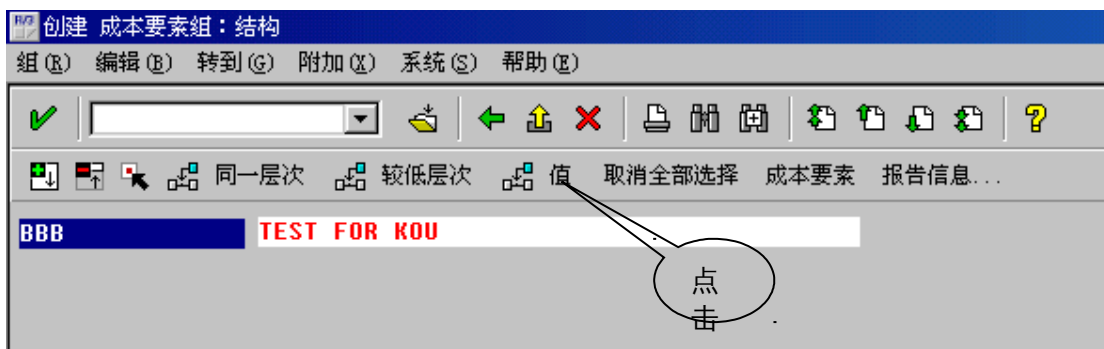 创建 成本要素组：结构
组(R) 编辑(B) 转到(G) 附加(X) 系统(S) 帮助(E)
同一层次 较低层次 值 取消全部选择 成本要素 报告信息...
BBB TEST FOR KOU
点
击